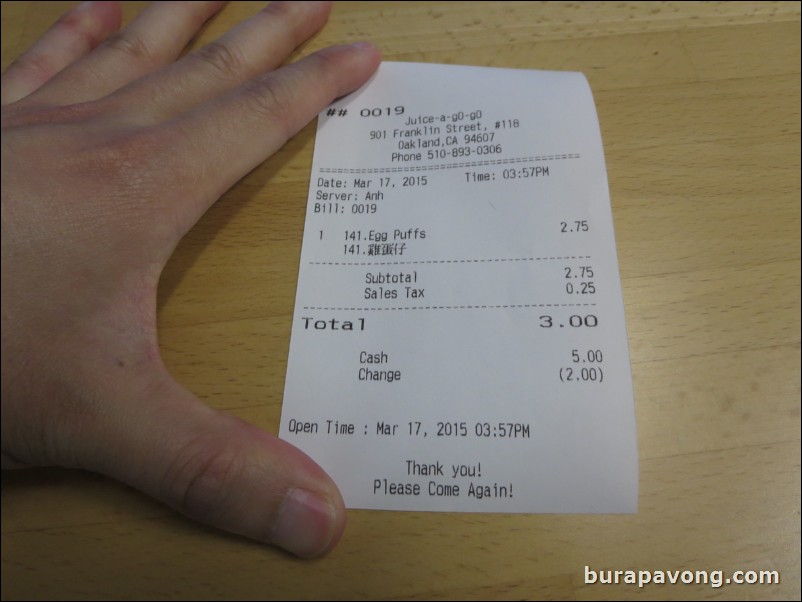 ## 0019
Juice-a-gO-gO
901 Franklin Street, #118
Oakland,CA 94607
Phone 510-893-0306
Date: Mar 17, 2015 Time: 03:57PM
Server: Anh
Bill: 0019
1 141.Egg Puffs 2.75
141.雞蛋仔
Subtotal 2.75
Sales Tax 0.25
Total 3.00
Cash 5.00
Change (2.00)
Open Time : Mar 17, 2015 03:57PM
Thank you!
Please Come Again!
burapavong.com